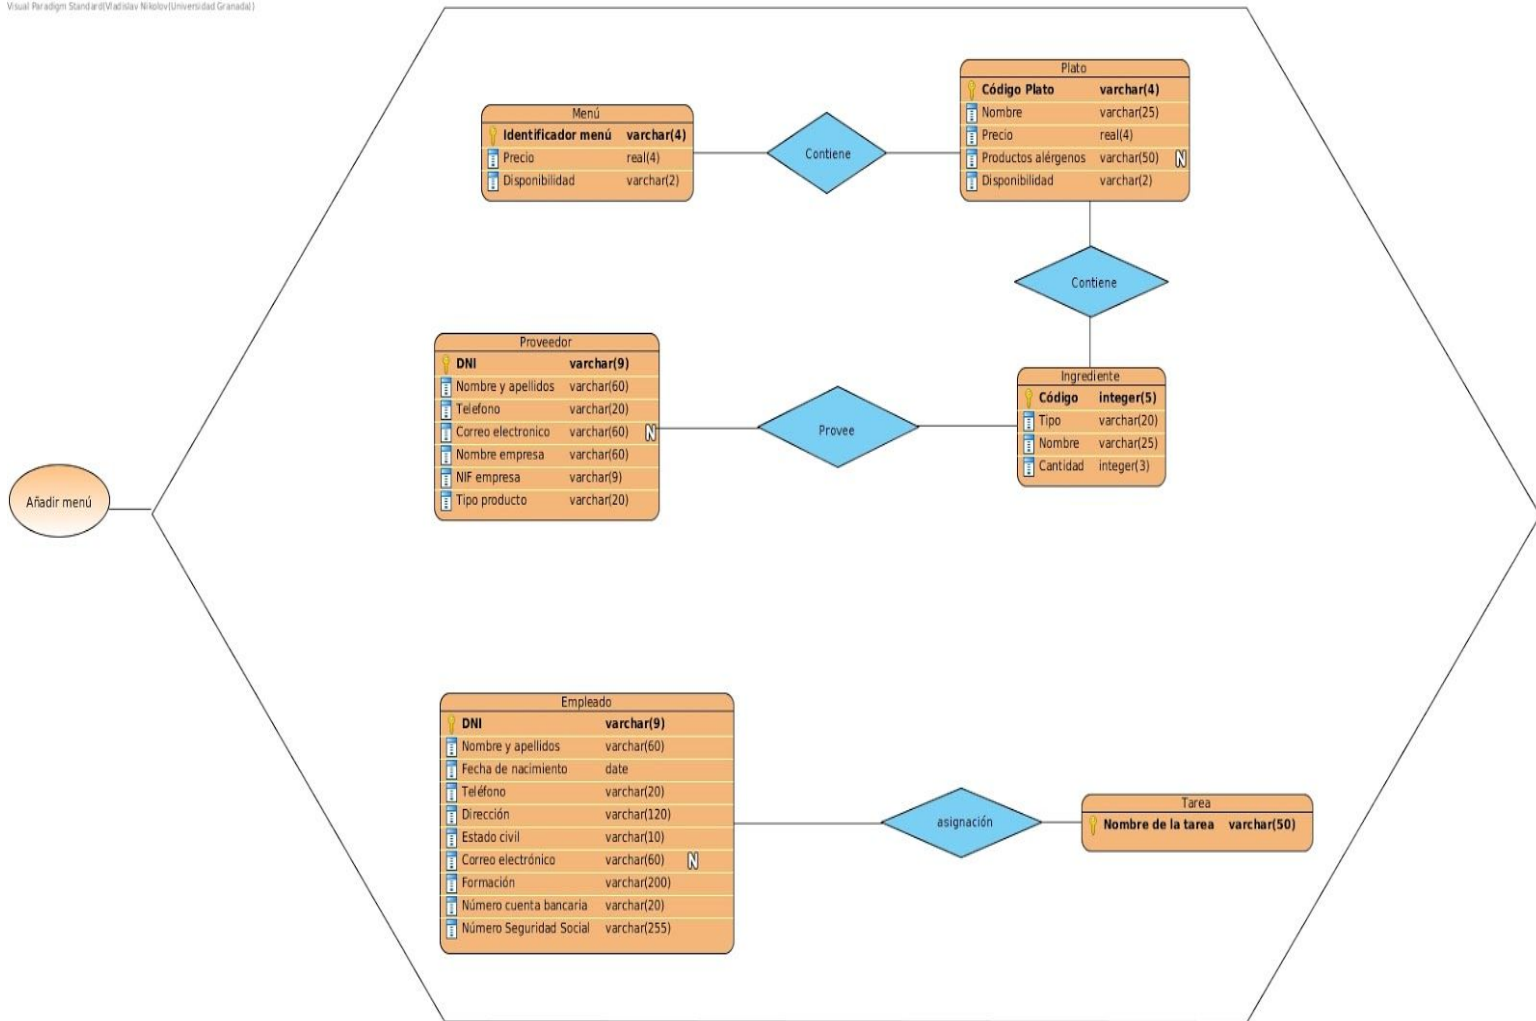 Visual Paradigm Standard(Vladislav Nikolov(Universidad Granada))
Plato
Código Plato varchar(4)
Nombre varchar(25)
Precio real(4)
Productos alérgenos varchar(50) N
Disponibilidad varchar(2)
Menú
Identificador menú varchar(4)
Precio real(4)
Disponibilidad varchar(2)
Contiene
Contiene
Proveedor
DNI varchar(9)
Nombre y apellidos varchar(60)
Telefono varchar(20)
Correo electronico varchar(60) N
Nombre empresa varchar(60)
NIF empresa varchar(9)
Tipo producto varchar(20)
Provee
Ingrediente
Código integer(5)
Tipo varchar(20)
Nombre varchar(25)
Cantidad integer(3)
Añadir menú
Empleado
DNI varchar(9)
Nombre y apellidos varchar(60)
Fecha de nacimiento date
Teléfono varchar(20)
Dirección varchar(120)
Estado civil varchar(10)
Correo electrónico varchar(60) N
Formación varchar(200)
Número cuenta bancaria varchar(20)
Número Seguridad Social varchar(255)
asignación
Tarea
Nombre de la tarea varchar(50)